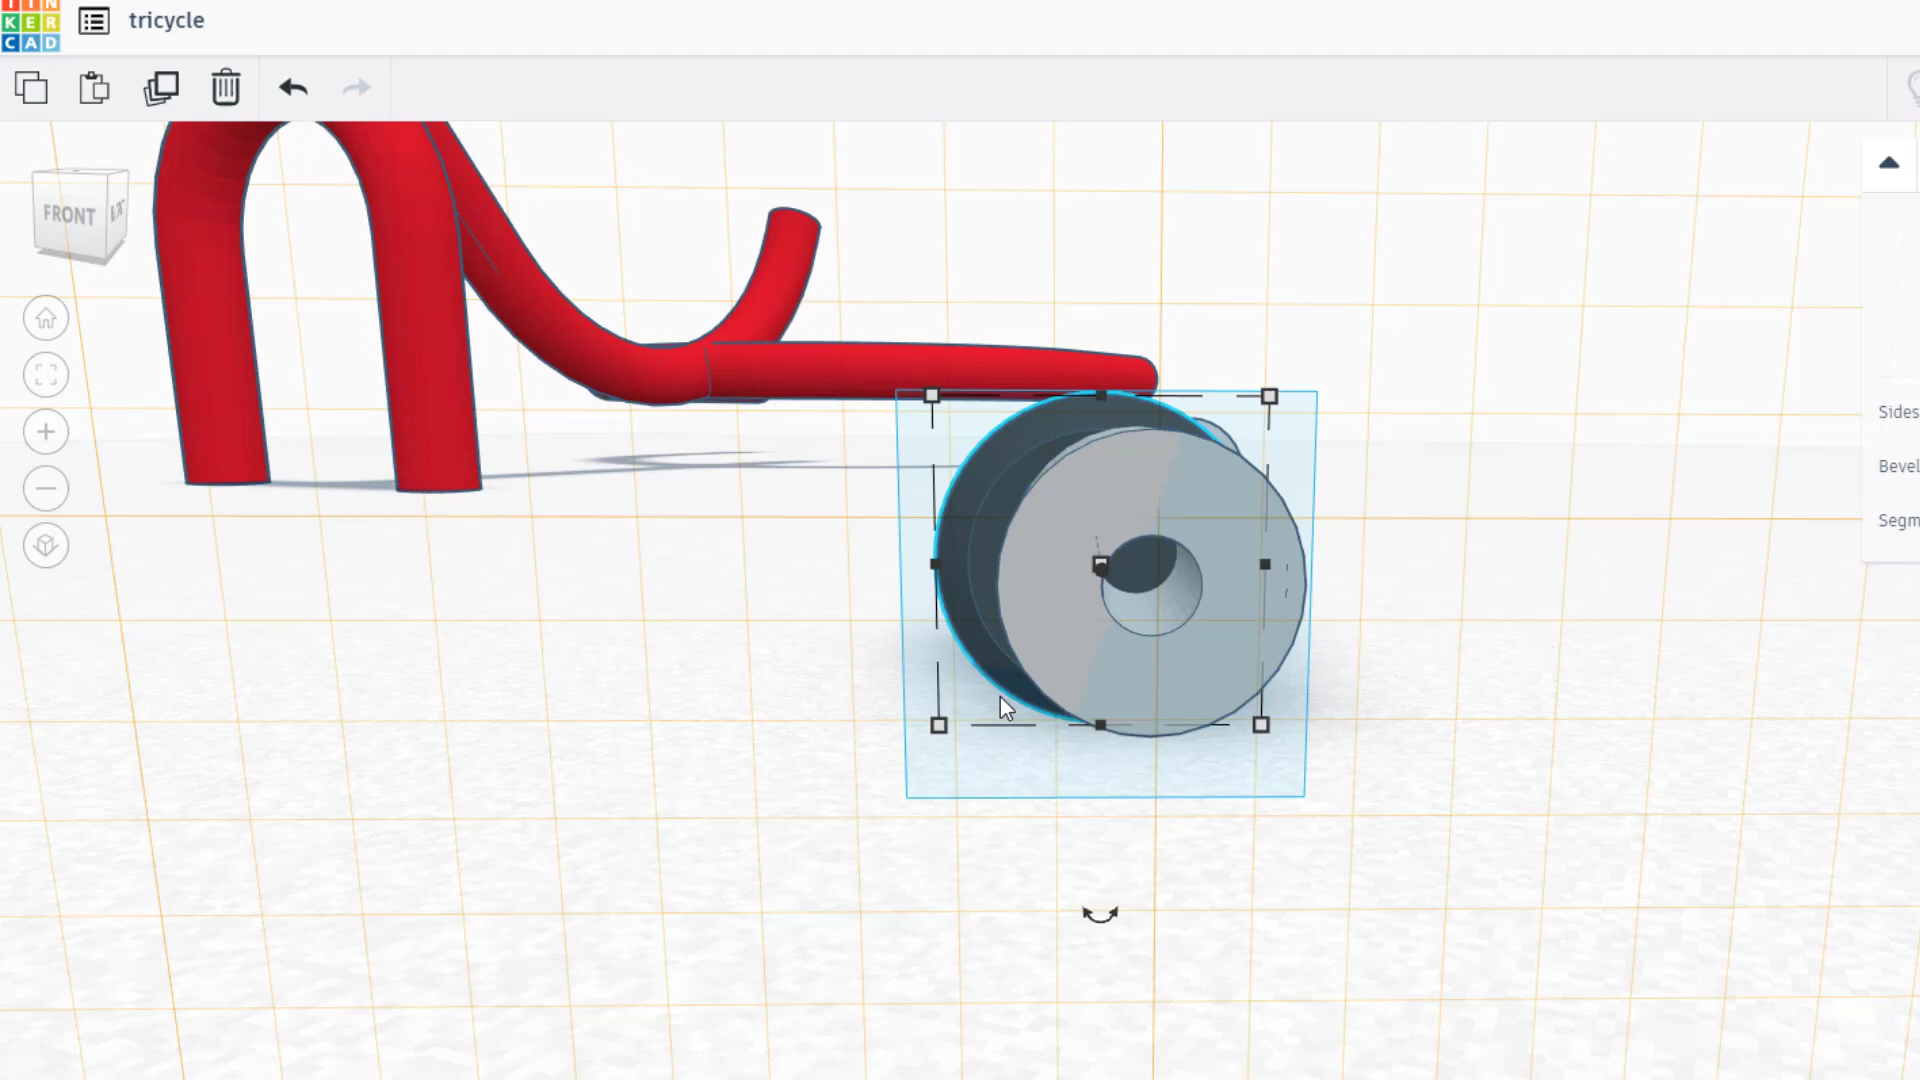 TIN
KER
CAD
tricycle
FRONT
Sides
Bevel
Segm